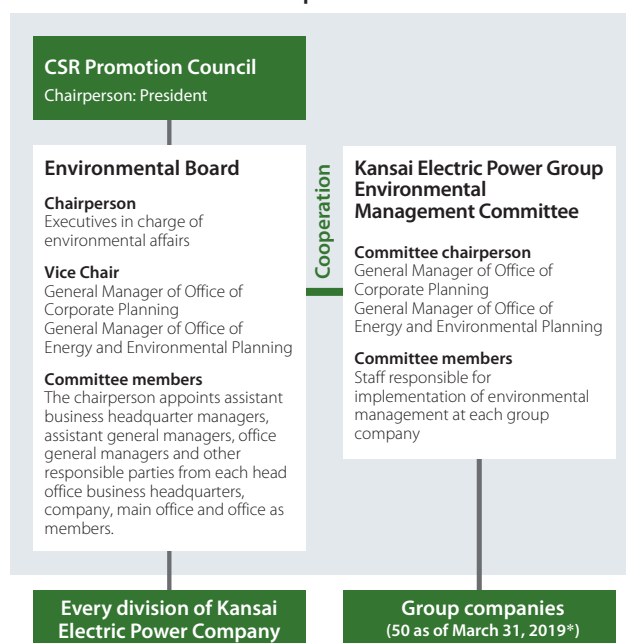 CSR Promotion Council
Chairperson: President
Environmental Board
Chairperson
Executives in charge of
environmental affairs
Vice Chair
General Manager of Office of
Corporate Planning
General Manager of Office of
Energy and Environmental Planning
Committee members
The chairperson appoints assistant
business headquarter managers,
assistant general managers, office
general managers and other
responsible parties from each head
office business headquarters,
company, main office and office as
members.
Cooperation
Kansai Electric Power Group
Environmental
Management Committee
Committee chairperson
General Manager of Office of
Corporate Planning
General Manager of Office of
Energy and Environmental Planning
Committee members
Staff responsible for
implementation of environmental
management at each group
company
Every division of Kansai
Electric Power Company
Group companies
(50 as of March 31, 2019*)